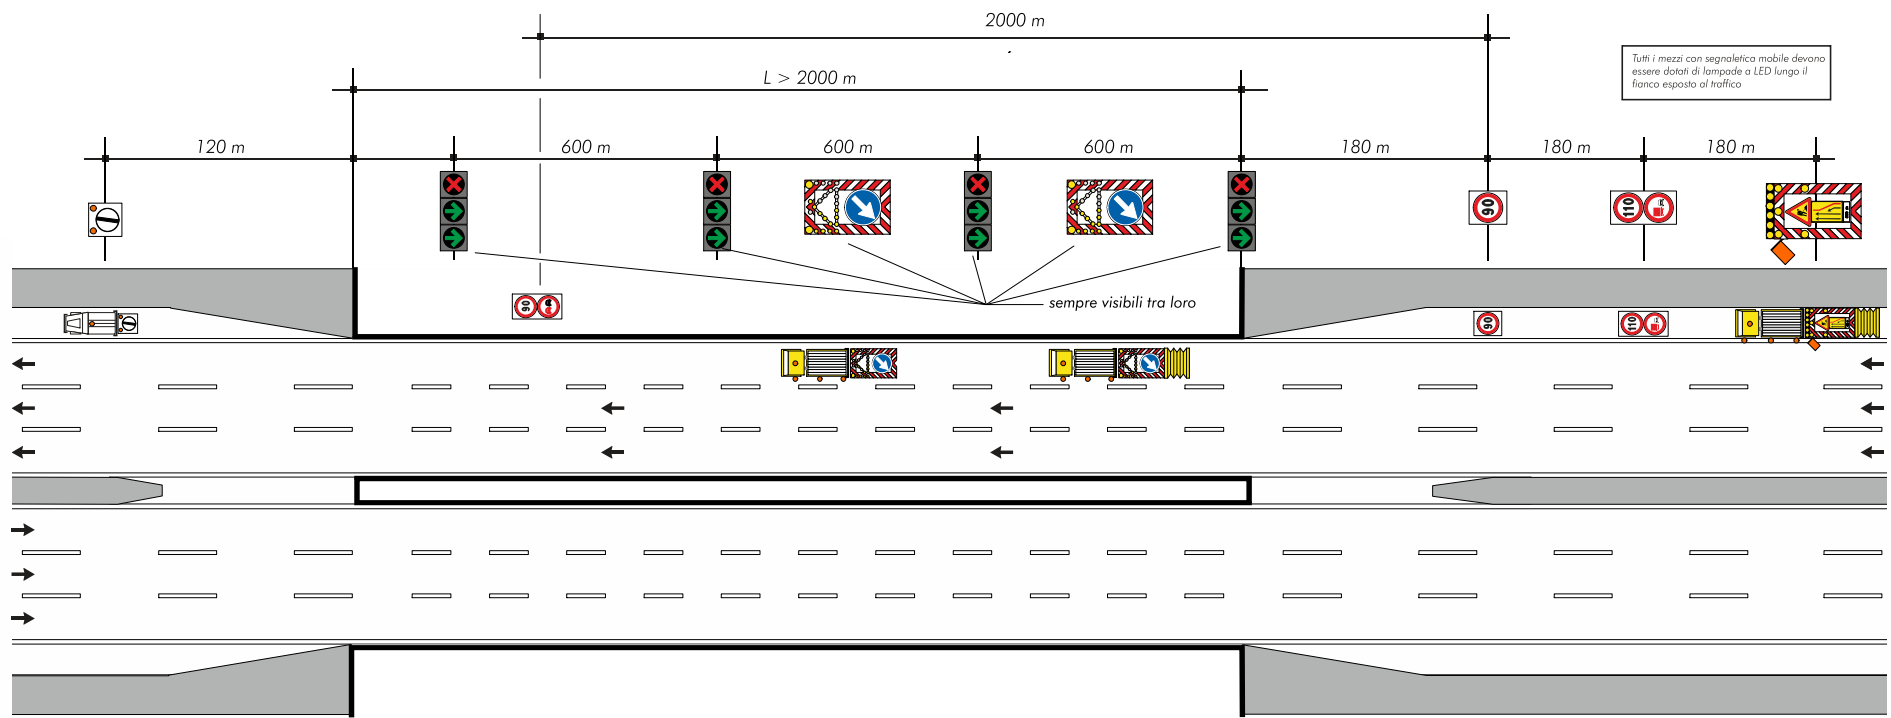 2000 m
L > 2000 m
Tutti i mezzi con segnaletica mobile devono
essere dotati di lampade a LED lungo il
fianco esposto al traffico
120 m
600 m
600 m
600 m
180 m
180 m
180 m
90
110
sempre visibili tra loro
90
90
110